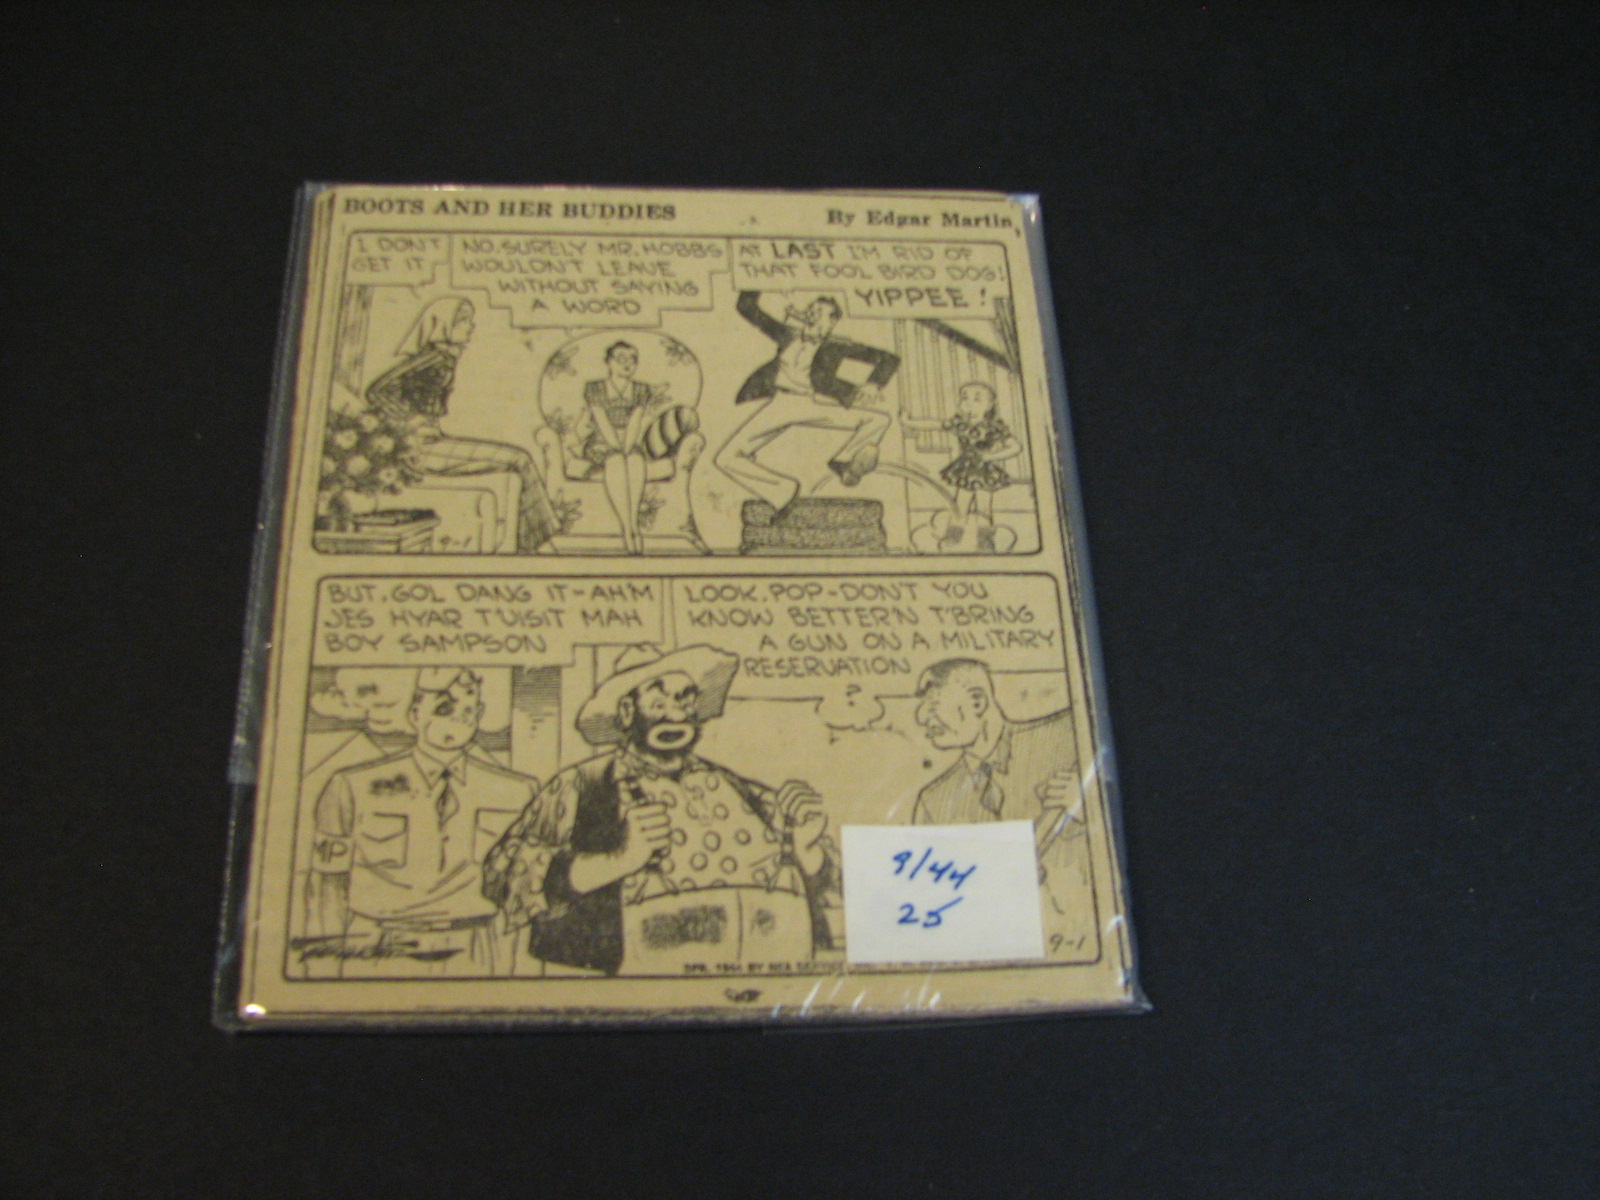 BOOTS AND HER BUDDIES
By Edgar Martin
I DON'T
GET IT
NO, SURELY MR. HOBBS
WOULDN'T LEAVE
WITHOUT SAYING
A WORD
AT LAST I'M RID OF
THAT FOOL BIRD DOG!
YIPPEE!
9-1
BUT, GOL DANG IT-AH'M
JES HYAR T'VISIT MAH
BOY SAMPSON
LOOK, POP-DON'T YOU
KNOW BETTER'N T'BRING
A GUN ON A MILITARY
RESERVATION
?
MP
9/44
25
9-1
BY NEA